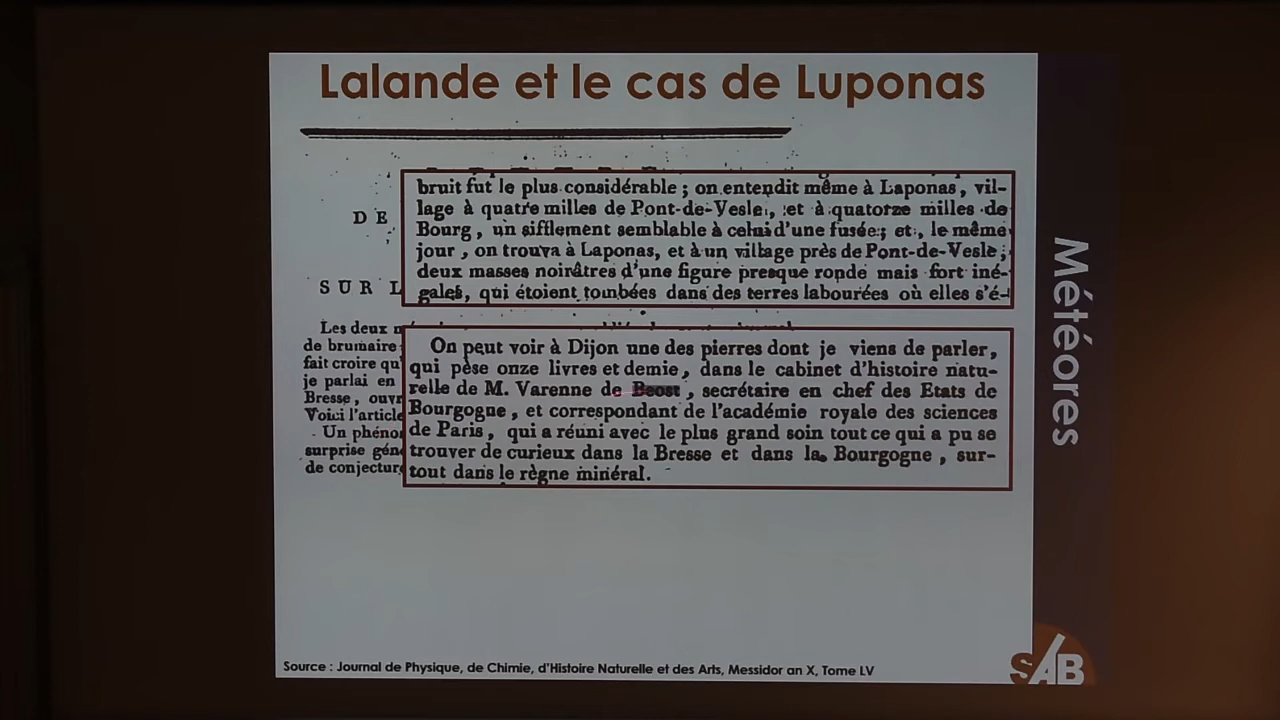 Lalande et le cas de Luponas
bruit fut le plus considérable ; on entendit même à Laponas, vil-
lage à quatre milles de Pont-de-Vesle, et à quatorze milles de
Bourg, un sifflement semblable à celui d'une fusée; et, le même
jour, on trouva à Laponas, et à un village près de Pont-de-Vesle,
deux masses noirâtres d'une figure presque ronde mais fort iné-
gales, qui étoient tombées dans des terres labourées où elles s'é-
DE
SUR L
Les deux
de brumaire
fait croire qu'
je parlai en
Bresse, ouvr
Voici l'article
Un phéno
surprise géné
de conjectur
On peut voir à Dijon une des pierres dont je viens de parler,
qui pèse onze livres et demie, dans le cabinet d'histoire natu-
relle de M. Varenne de Beost, secrétaire en chef des Etats de
Bourgogne, et correspondant de l'académie royale des sciences
de Paris, qui a réuni avec le plus grand soin tout ce qui a pu se
trouver de curieux dans la Bresse et dans la Bourgogne, sur-
tout dans le règne minéral.
Source : Journal de Physique, de Chimie, d'Histoire Naturelle et des Arts, Messidor an X, Tome LV
Météores
SAB